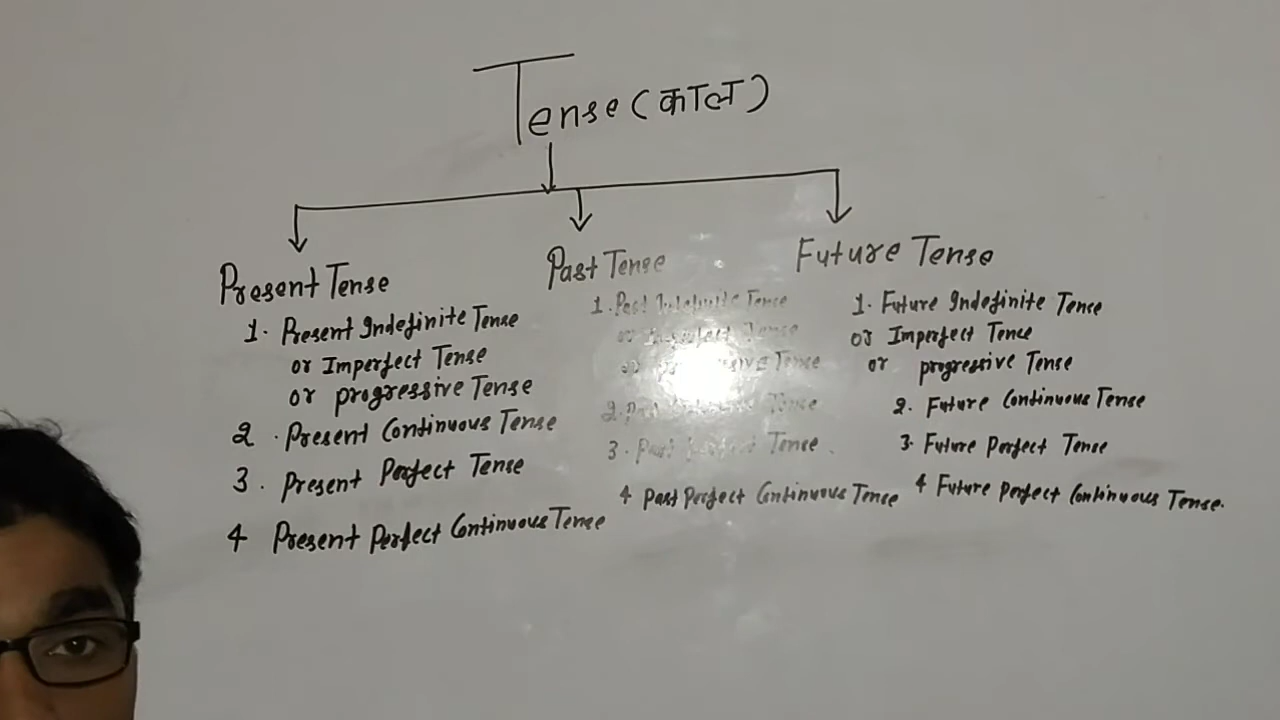 Tense (काल)
Present Tense
1. Present Indefinite Tense
or Imperfect Tense
or progressive Tense
2. Present Continuous Tense
3. Present Perfect Tense
4 Present Perfect Continuous Tense
Past Tense
1. Past Indefinite Tense
or Imperfect Tense
or Tense
2. Past Tense
3. Past Tense
4 Past Perfect Continuous Tense
Future Tense
1. Future Indefinite Tense
or Imperfect Tence
or progressive Tense
2. Future Continuous Tense
3. Future Perfect Tense
4 Future Perfect Continuous Tense.